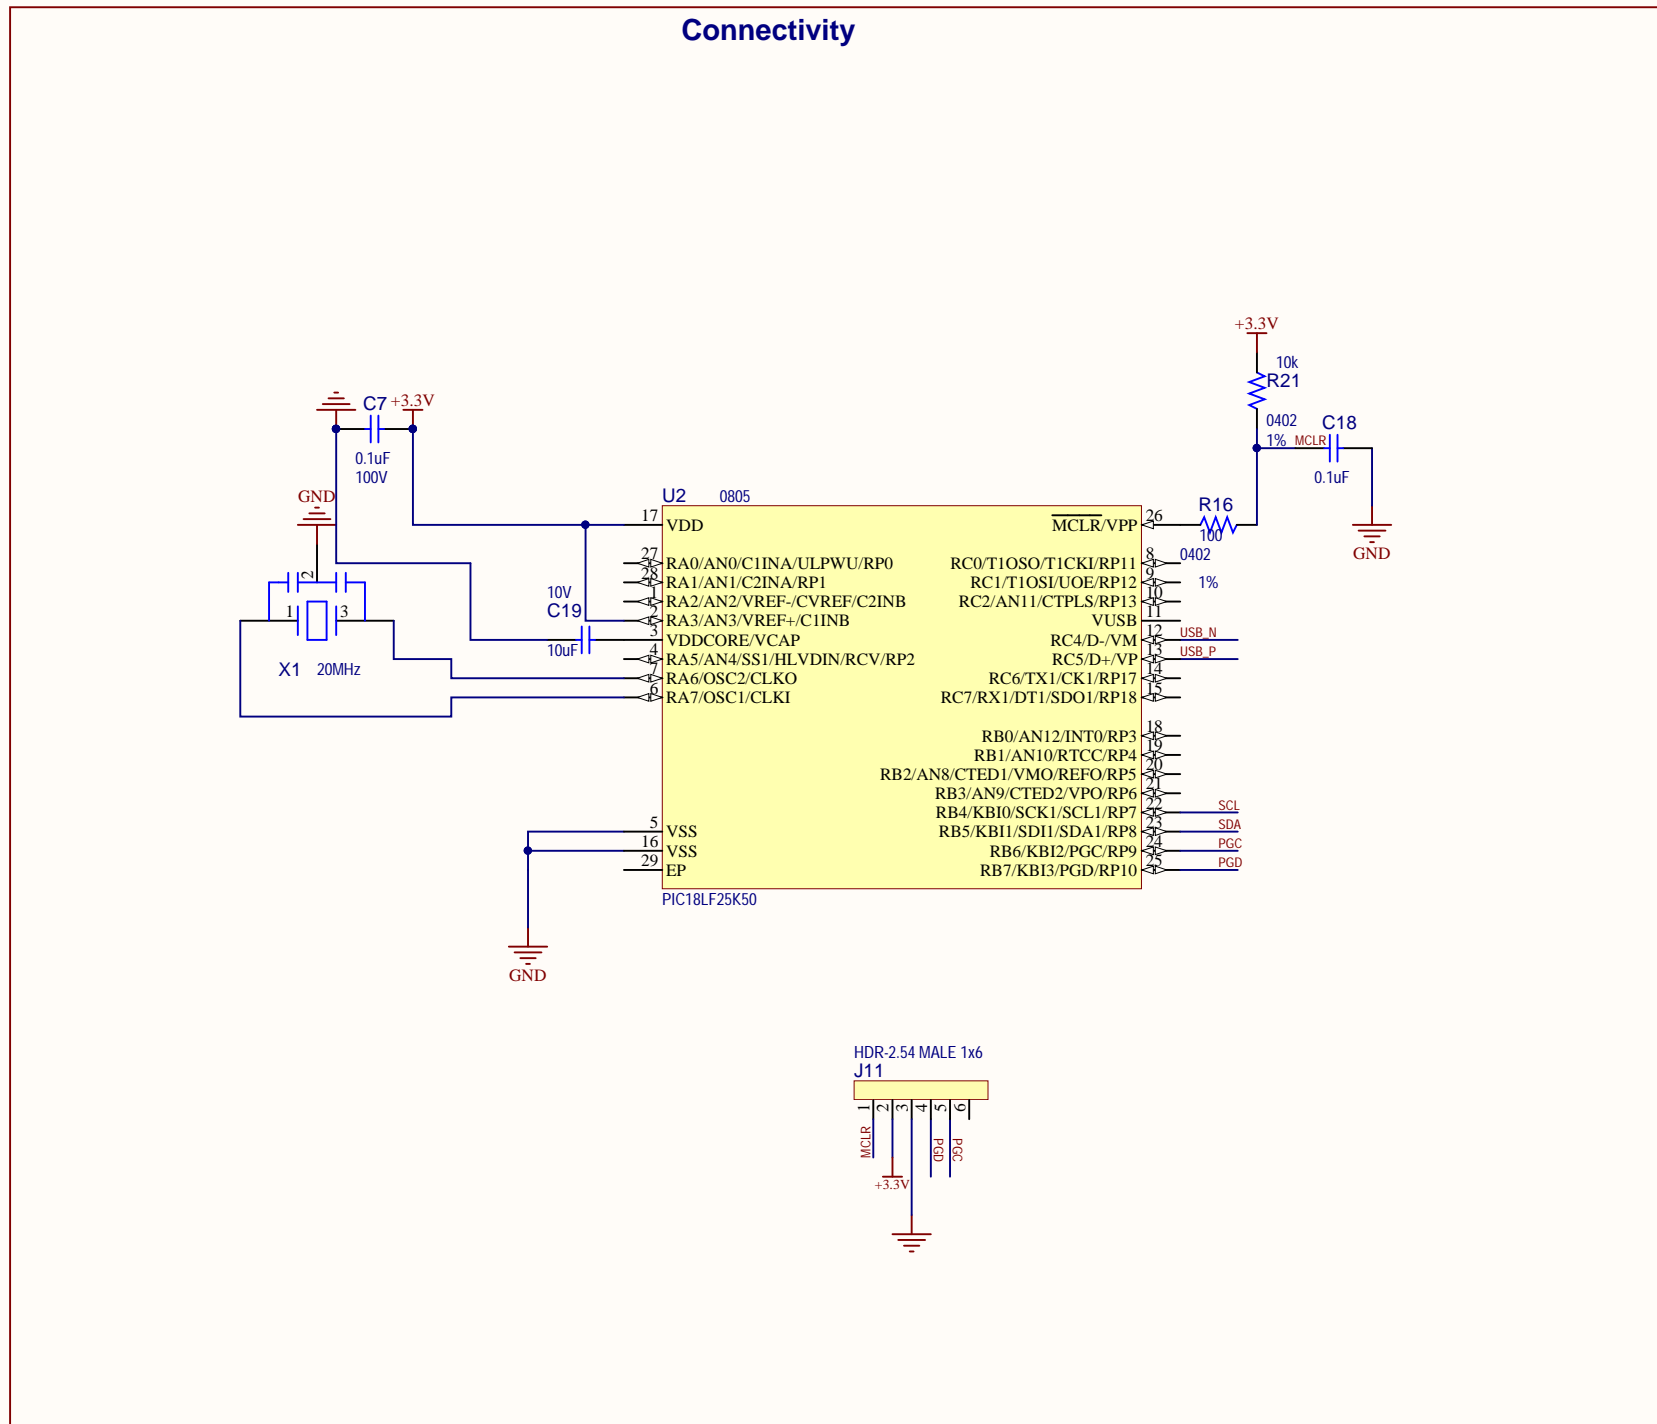 Connectivity
+3.3V
10k
R21
0402
1%
MCLR
C18
0.1uF
GND
C7
+3.3V
0.1uF
100V
GND
2
1
3
X1
20MHz
10V
C19
10uF
U2
0805
17 VDD
27 RA0/AN0/C1INA/ULPWU/RP0
28 RA1/AN1/C2INA/RP1
1 RA2/AN2/VREF-/CVREF/C2INB
2 RA3/AN3/VREF+/C1INB
3 VDDCORE/VCAP
4 RA5/AN4/SS1/HLVDIN/RCV/RP2
7 RA6/OSC2/CLKO
6 RA7/OSC1/CLKI
5 VSS
16 VSS
29 EP
MCLR/VPP 26
RC0/T1OSO/T1CKI/RP11 8
RC1/T1OSI/UOE/RP12 9
RC2/AN11/CTPLS/RP13 10
VUSB 11
RC4/D-/VM 12 USB_N
RC5/D+/VP 13 USB_P
RC6/TX1/CK1/RP17 14
RC7/RX1/DT1/SDO1/RP18 15
RB0/AN12/INT0/RP3 18
RB1/AN10/RTCC/RP4 19
RB2/AN8/CTED1/VMO/REFO/RP5 20
RB3/AN9/CTED2/VPO/RP6 21
RB4/KBI0/SCK1/SCL1/RP7 22 SCL
RB5/KBI1/SDI1/SDA1/RP8 23 SDA
RB6/KBI2/PGC/RP9 24 PGC
RB7/KBI3/PGD/RP10 25 PGD
R16
100
0402
1%
PIC18LF25K50
GND
HDR-2.54 MALE 1x6
J11
1 2 3 4 5 6
MCLR
PGD
PGC
+3.3V